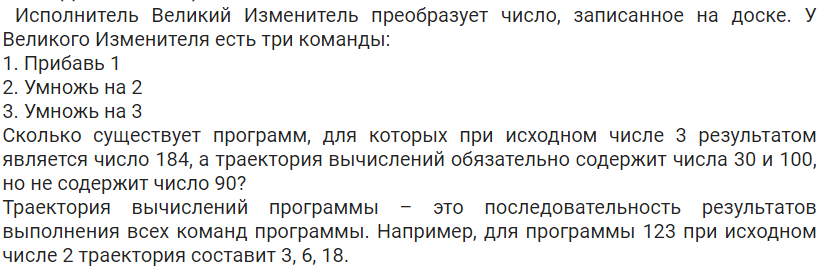 Исполнитель Великий Изменитель преобразует число, записанное на доске. У
Великого Изменителя есть три команды:
1. Прибавь 1
2. Умножь на 2
3. Умножь на 3
Сколько существует программ, для которых при исходном числе 3 результатом
является число 184, а траектория вычислений обязательно содержит числа 30 и 100,
но не содержит число 90?
Траектория вычислений программы – это последовательность результатов
выполнения всех команд программы. Например, для программы 123 при исходном
числе 2 траектория составит 3, 6, 18.